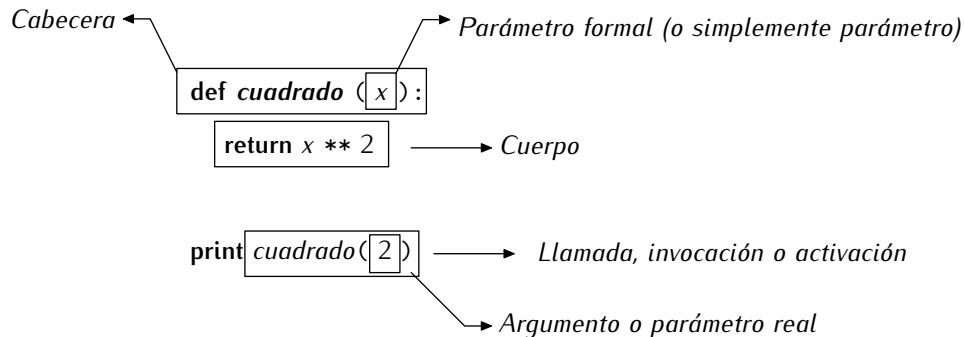 Cabecera
Parámetro formal (o simplemente parámetro)
def cuadrado (x):
return x ** 2
Cuerpo
print cuadrado(2)
Llamada, invocación o activación
Argumento o parámetro real